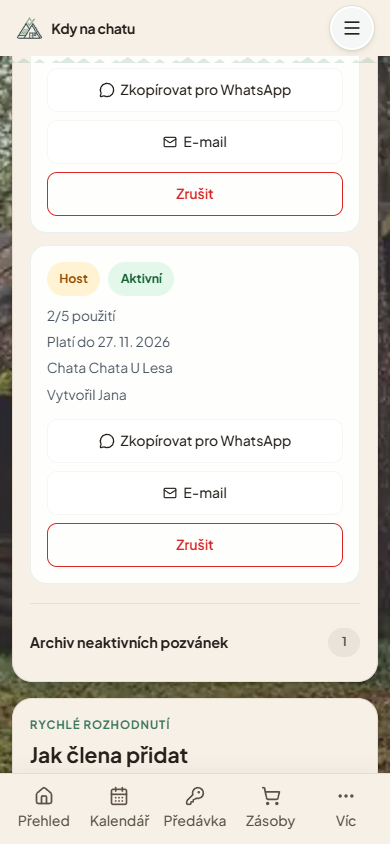 Kdy na chatu
Zkopírovat pro WhatsApp
E-mail
Zrušit
Host
Aktivní
2/5 použití
Platí do 27. 11. 2026
Chata Chata U Lesa
Vytvořil Jana
Zkopírovat pro WhatsApp
E-mail
Zrušit
Archiv neaktivních pozvánek
1
RYCHLÉ ROZHODNUTÍ
Jak člena přidat
Přehled
Kalendář
Předávka
Zásoby
Víc